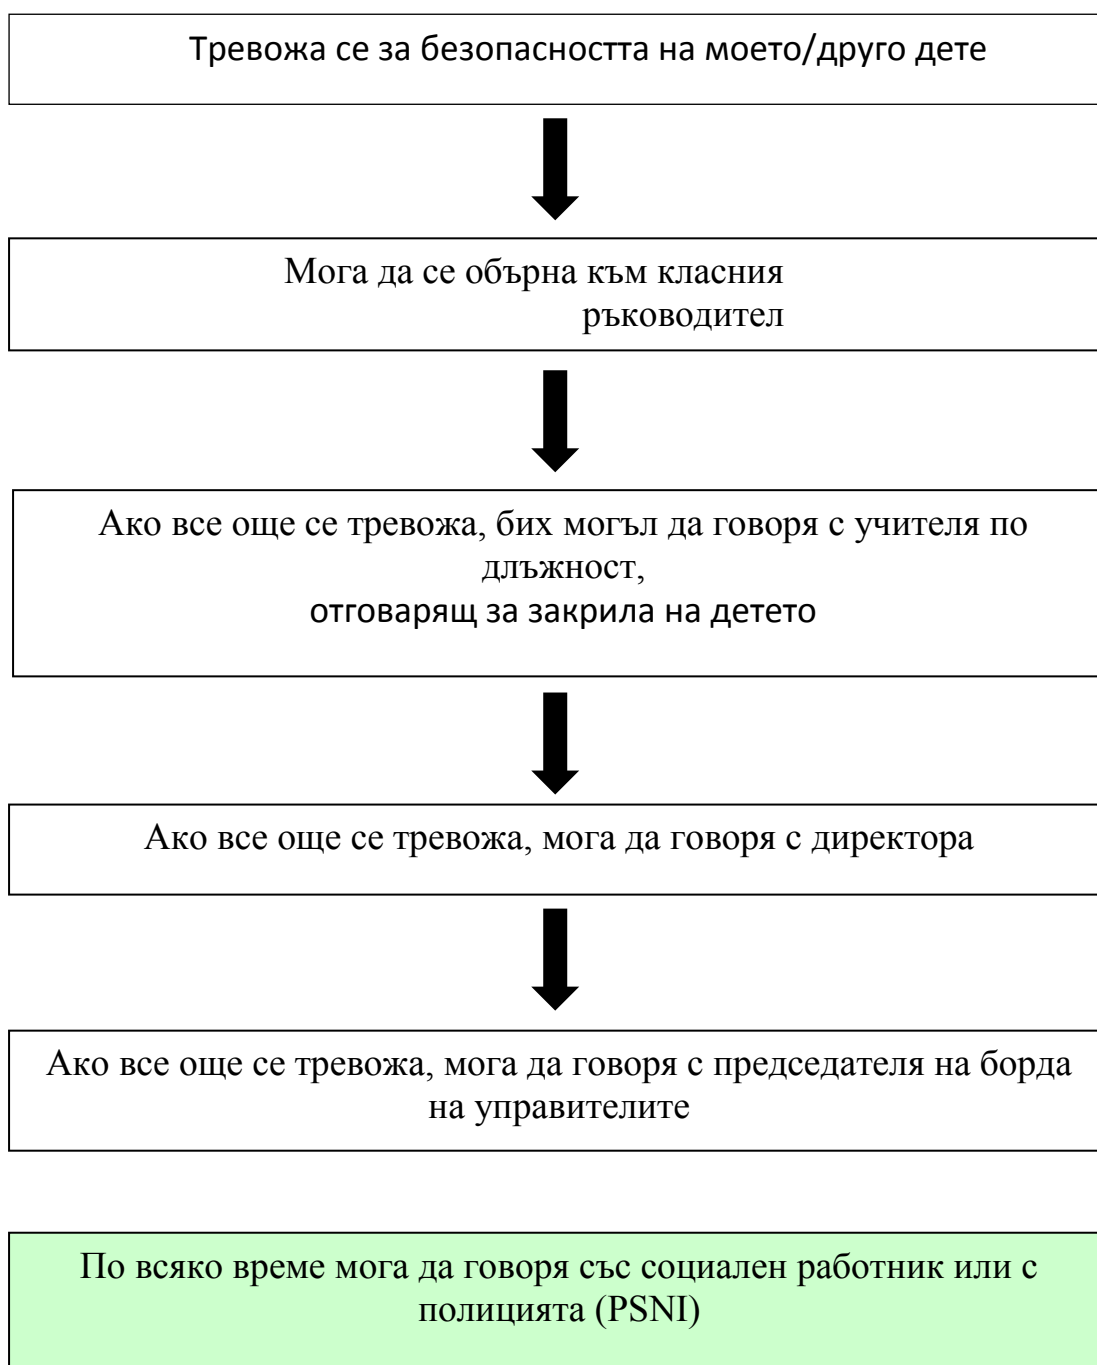 Тревожа се за безопасността на моето/друго дете
Мога да се обърна към класния
ръководител
Ако все още се тревожа, бих могъл да говоря с учителя по
длъжност,
отговарящ за закрила на детето
Ако все още се тревожа, мога да говоря с директора
Ако все още се тревожа, мога да говоря с председателя на борда
на управителите
По всяко време мога да говоря със социален работник или с
полицията (PSNI)